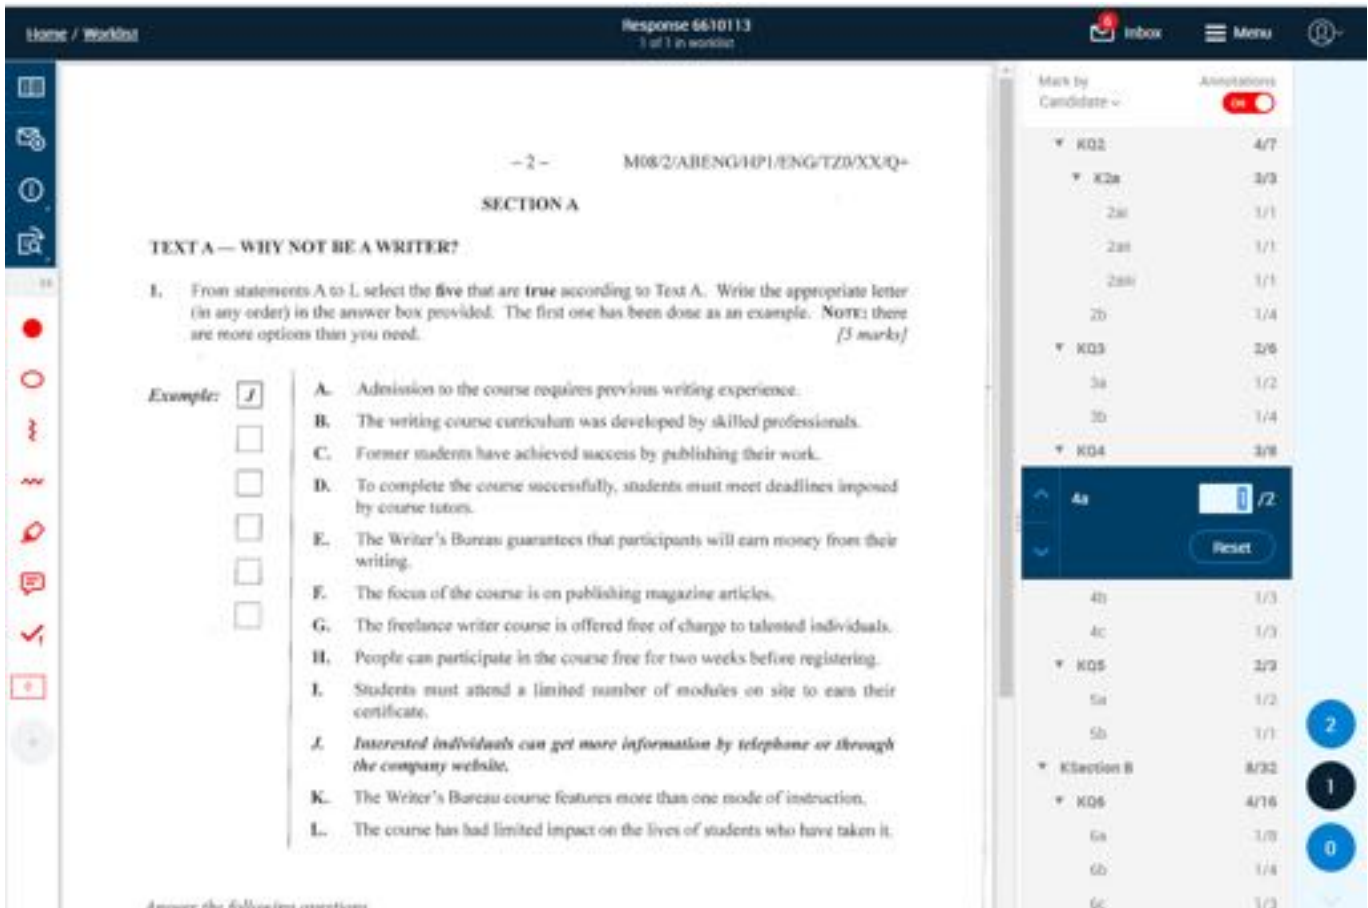 Home / Worklist
Response 6610113
1 of 1 in worklist
6
Inbox
Menu
– 2 –
M08/2/ABENG/HP1/ENG/TZ0/XX/Q+
SECTION A
TEXT A — WHY NOT BE A WRITER?
1. From statements A to L select the five that are true according to Text A. Write the appropriate letter
(in any order) in the answer box provided. The first one has been done as an example. NOTE: there
are more options than you need. [5 marks]
Example: J
A. Admission to the course requires previous writing experience.
B. The writing course curriculum was developed by skilled professionals.
C. Former students have achieved success by publishing their work.
D. To complete the course successfully, students must meet deadlines imposed
by course tutors.
E. The Writer's Bureau guarantees that participants will earn money from their
writing.
F. The focus of the course is on publishing magazine articles.
G. The freelance writer course is offered free of charge to talented individuals.
H. People can participate in the course free for two weeks before registering.
I. Students must attend a limited number of modules on site to earn their
certificate.
J. Interested individuals can get more information by telephone or through
the company website.
K. The Writer's Bureau course features more than one mode of instruction.
L. The course has had limited impact on the lives of students who have taken it.
Answer the following questions.
Mark by
Candidate
Annotations
ON
KQ2 4/7
K2a 3/3
2ai 1/1
2aii 1/1
2aiii 1/1
2b 1/4
KQ3 2/6
3a 1/2
3b 1/4
KQ4 3/8
4a 1 /2
Reset
4b 1/3
4c 1/3
KQ5 2/3
5a 1/2
5b 1/1
KSection B 8/32
KQ6 4/16
6a 1/8
6b 1/4
6c 1/3
2
1
0